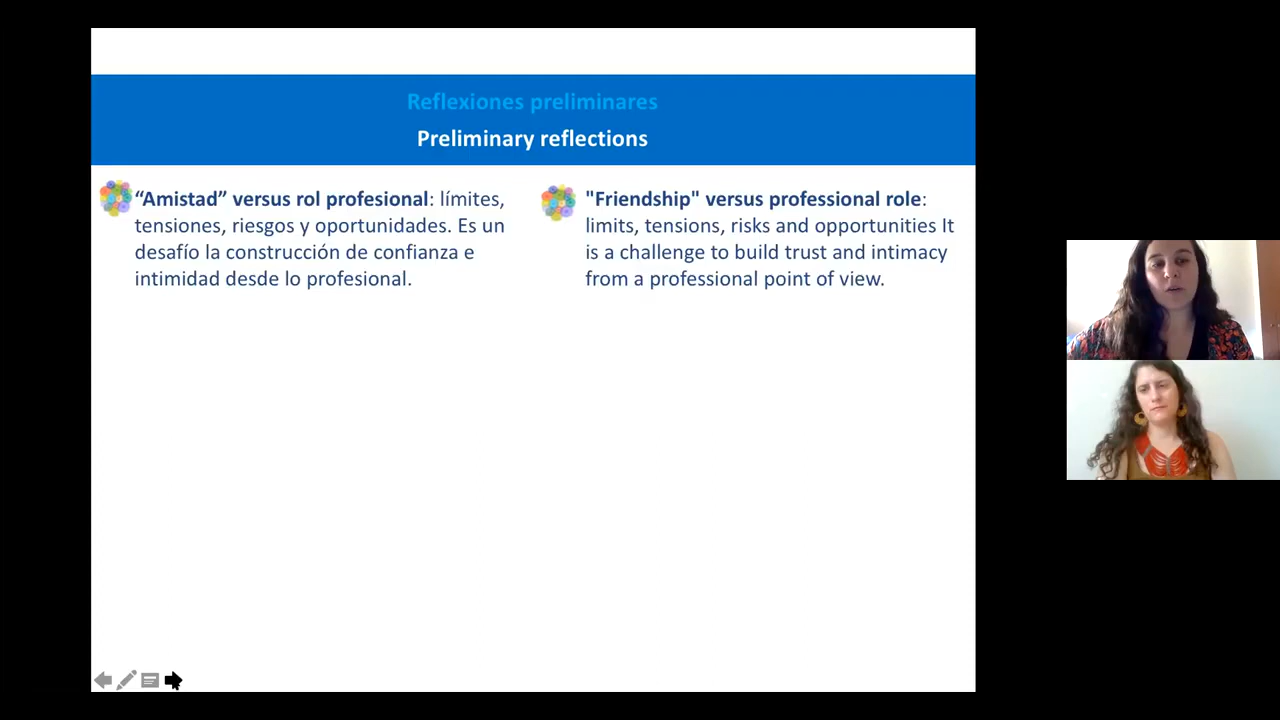 Reflexiones preliminares
Preliminary reflections
“Amistad” versus rol profesional: límites,
tensiones, riesgos y oportunidades. Es un
desafío la construcción de confianza e
intimidad desde lo profesional.
"Friendship" versus professional role:
limits, tensions, risks and opportunities It
is a challenge to build trust and intimacy
from a professional point of view.